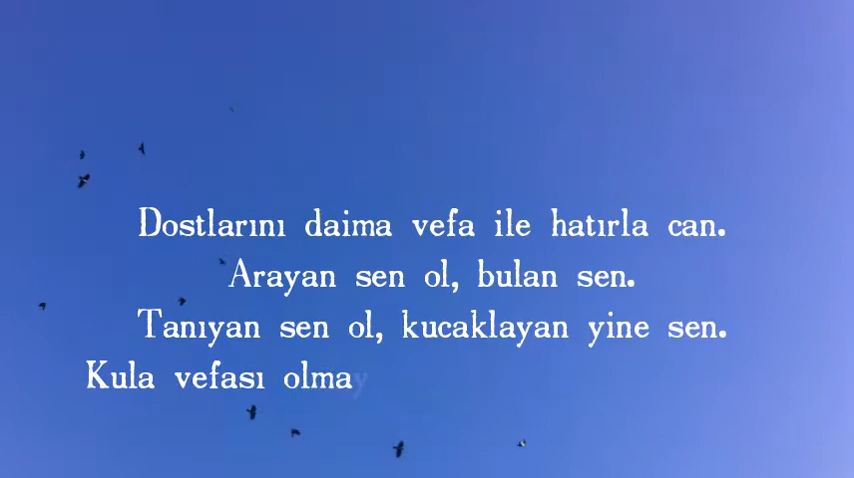 Dostlarını daima vefa ile hatırla can.
Arayan sen ol, bulan sen.
Tanıyan sen ol, kucaklayan yine sen.
Kula vefası olmay